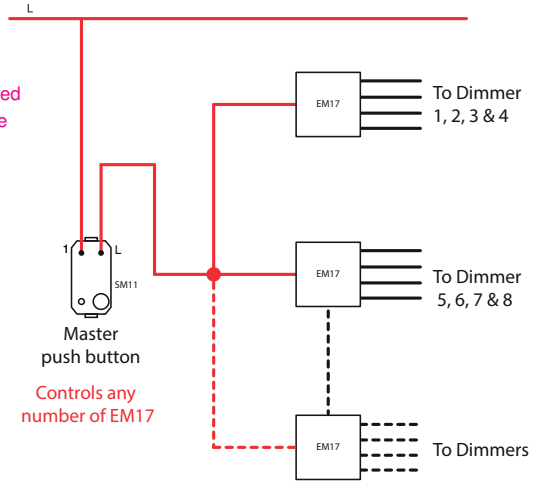 L
ed
e
EM17
To Dimmer
1, 2, 3 & 4
1
L
SM11
EM17
To Dimmer
5, 6, 7 & 8
Master
push button
Controls any
number of EM17
EM17
To Dimmers